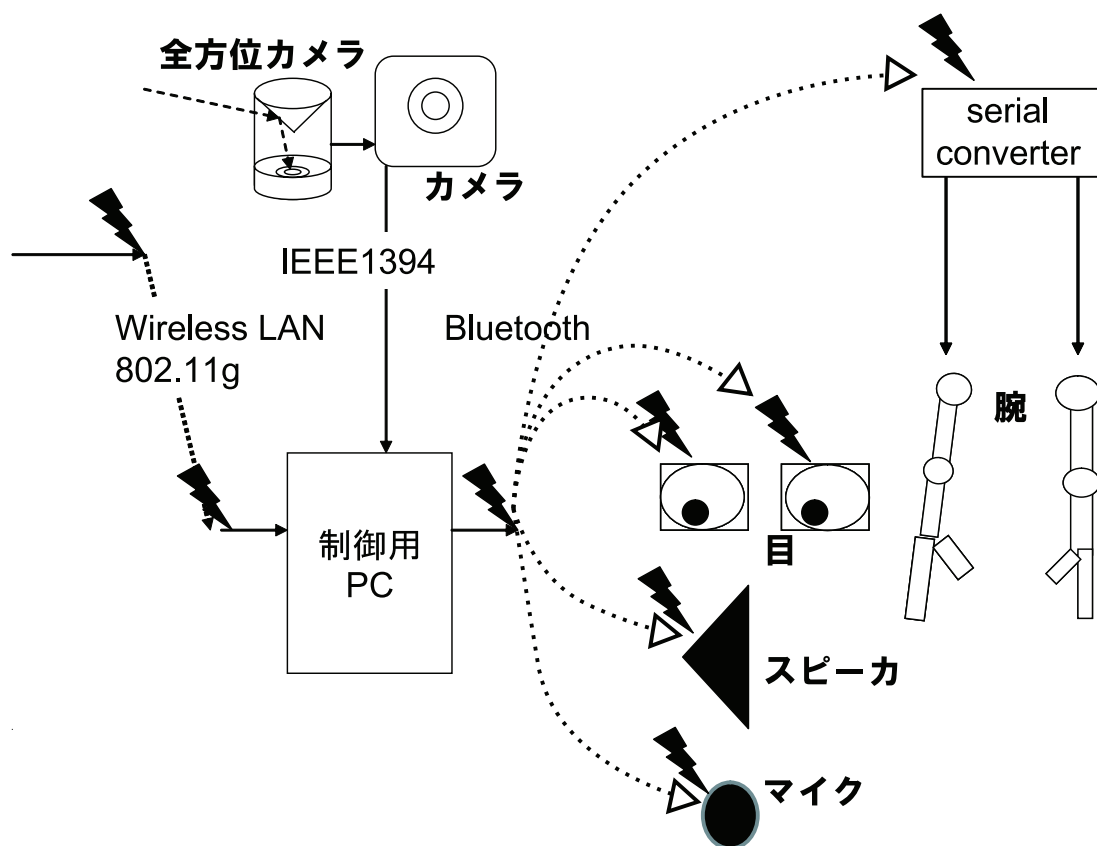 全方位カメラ
カメラ
serial
converter
IEEE1394
Wireless LAN
802.11g
Bluetooth
腕
制御用
PC
目
スピーカ
マイク